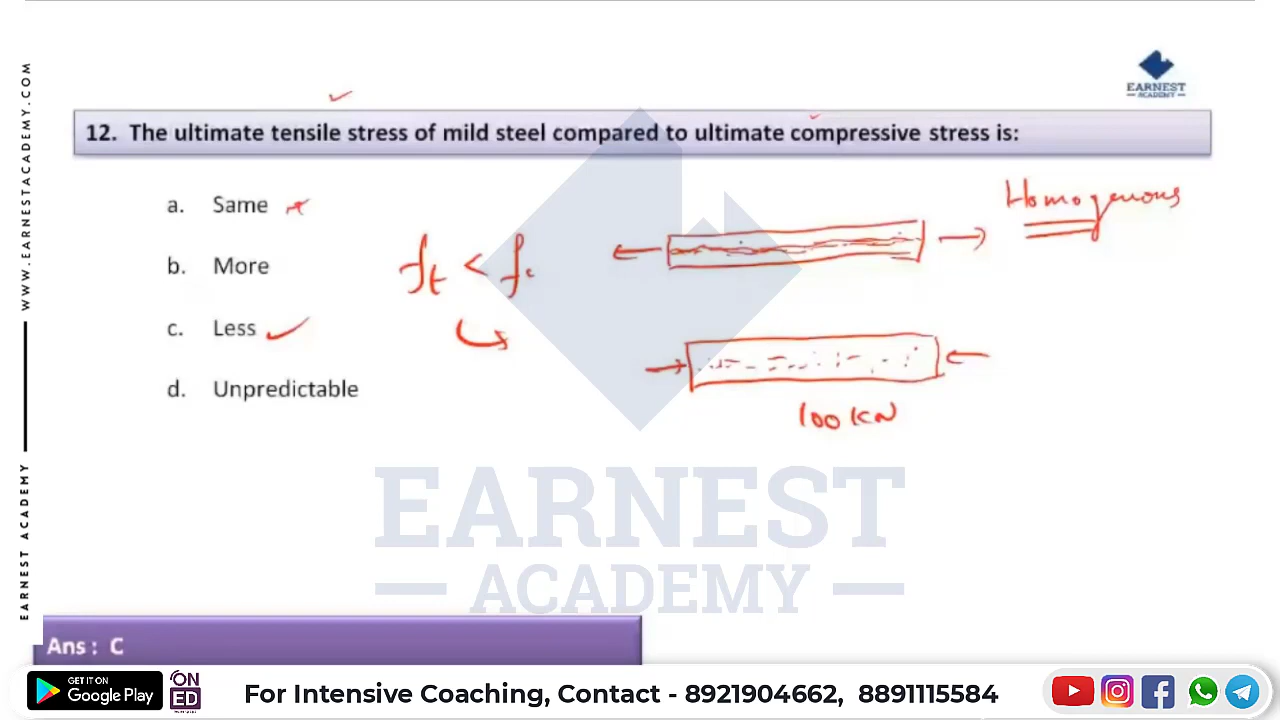 WWW.EARNESTACADEMY.COM
EARNEST ACADEMY
EARNEST
ACADEMY
12. The ultimate tensile stress of mild steel compared to ultimate compressive stress is:
a. Same
b. More
c. Less
d. Unpredictable
ft < fc
Homogenous
100 KN
EARNEST
ACADEMY
Ans : C
GET IT ON
Google Play
ON
ED
For Intensive Coaching, Contact - 8921904662, 8891115584